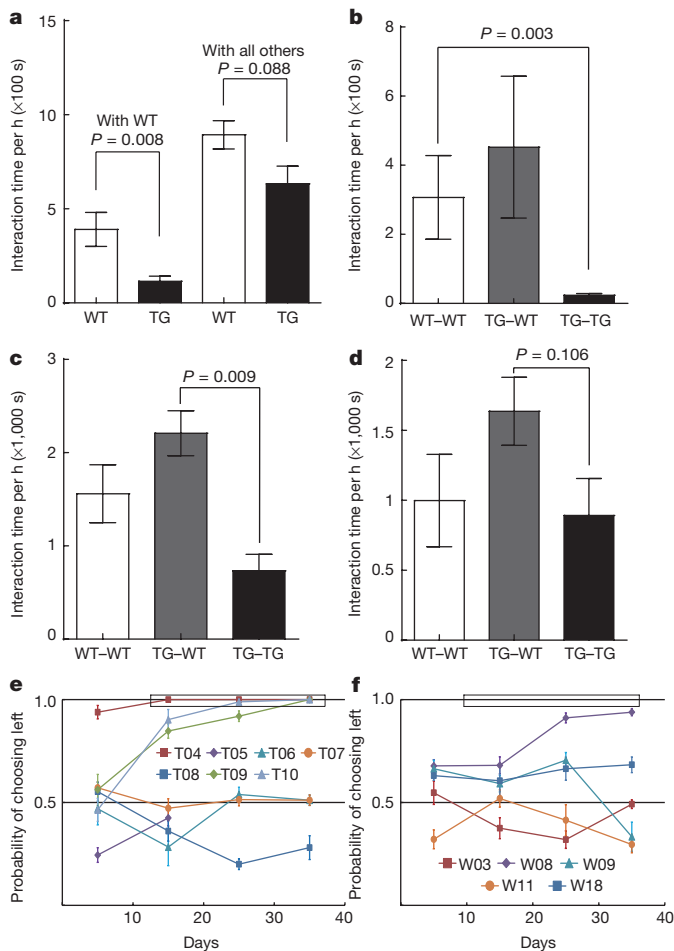 a
Interaction time per h (×100 s)
15
10
5
0
With WT
P = 0.008
With all others
P = 0.088
WT TG WT TG
b
Interaction time per h (×100 s)
8
6
4
2
0
P = 0.003
WT–WT TG–WT TG–TG
c
Interaction time per h (×1,000 s)
3
2
1
0
P = 0.009
WT–WT TG–WT TG–TG
d
Interaction time per h (×1,000 s)
2
1.5
1
0.5
0
P = 0.106
WT–WT TG–WT TG–TG
e
Probability of choosing left
1.0
0.5
T04 T05 T06 T07
T08 T09 T10
0 10 20 30 40
Days
f
Probability of choosing left
1.0
0.5
W03 W08 W09
W11 W18
0 10 20 30 40
Days